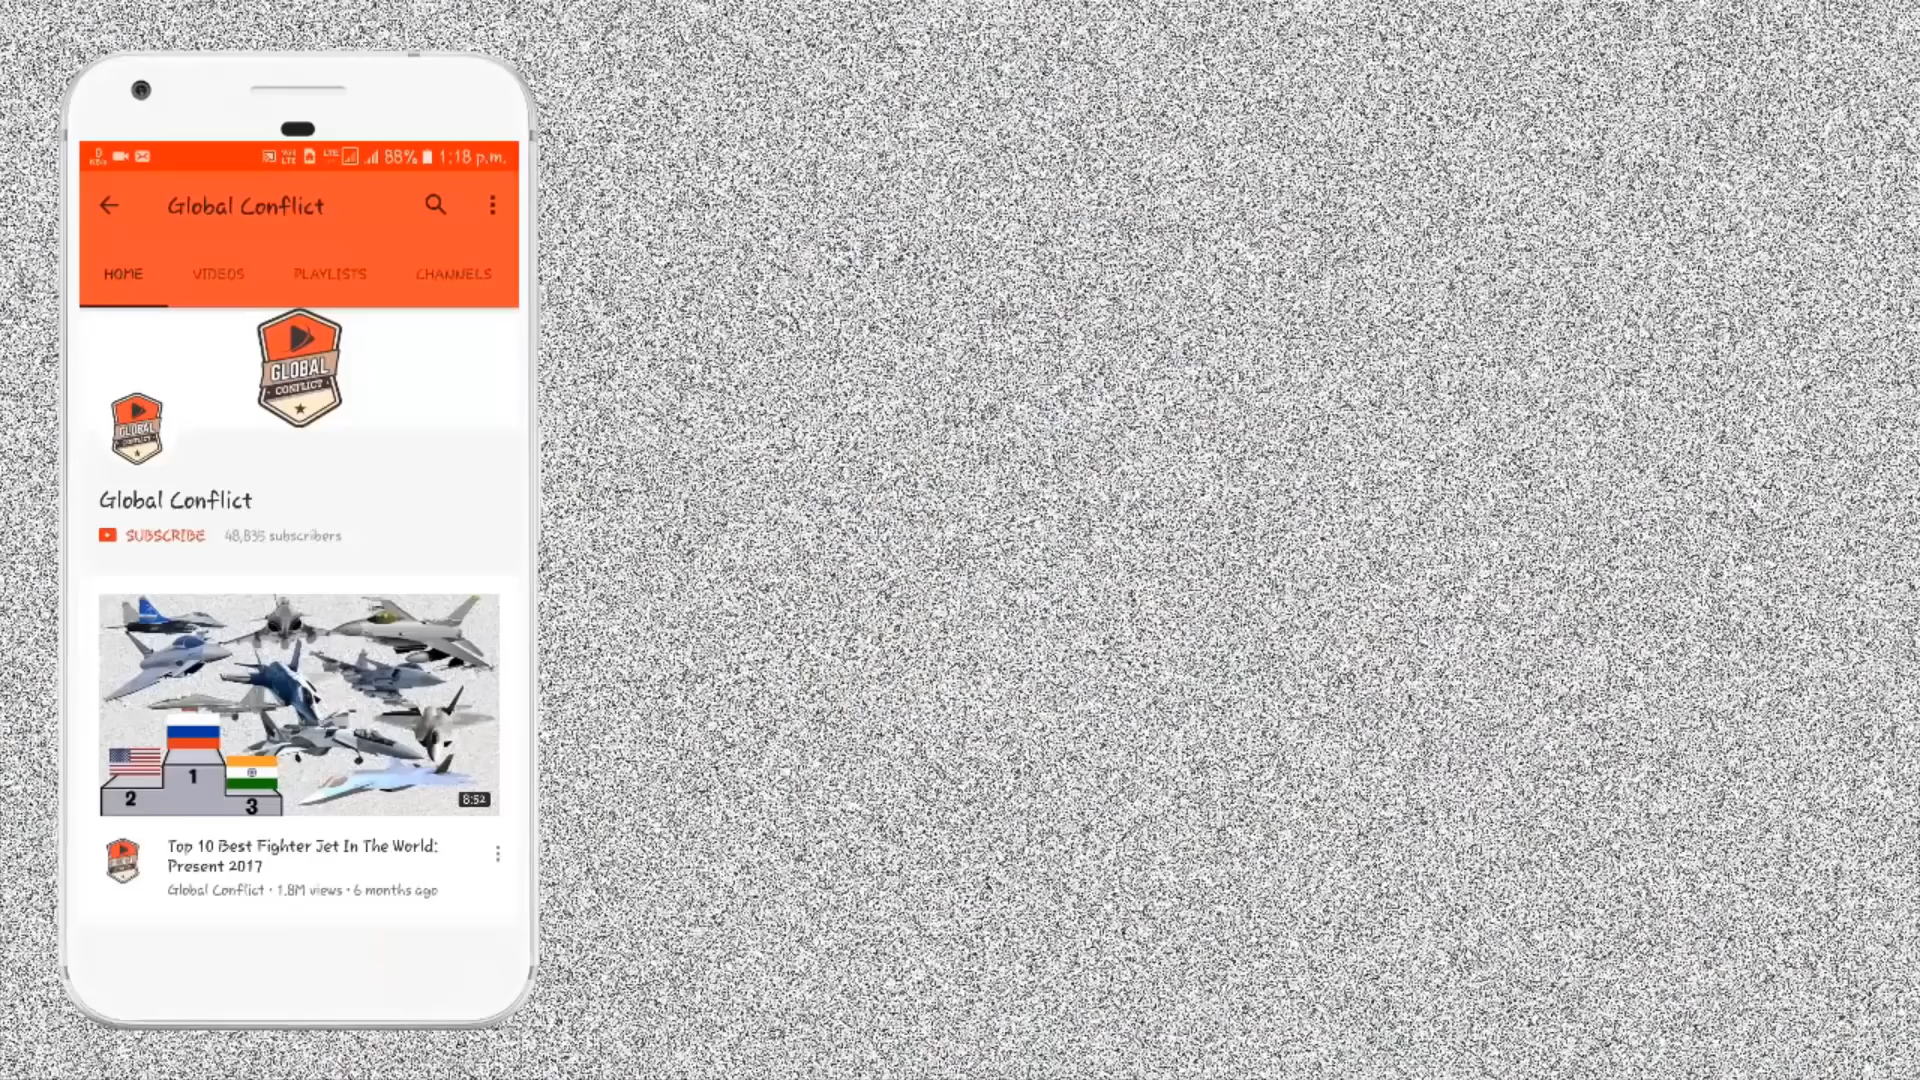 88% 1:18 p.m.
Global Conflict
HOME VIDEOS PLAYLISTS CHANNELS
GLOBAL
CONFLICT
GLOBAL
CONFLICT
Global Conflict
SUBSCRIBE 48,835 subscribers
1
2
3
8:52
Top 10 Best Fighter Jet In The World:
Present 2017
Global Conflict • 1.8M views • 6 months ago